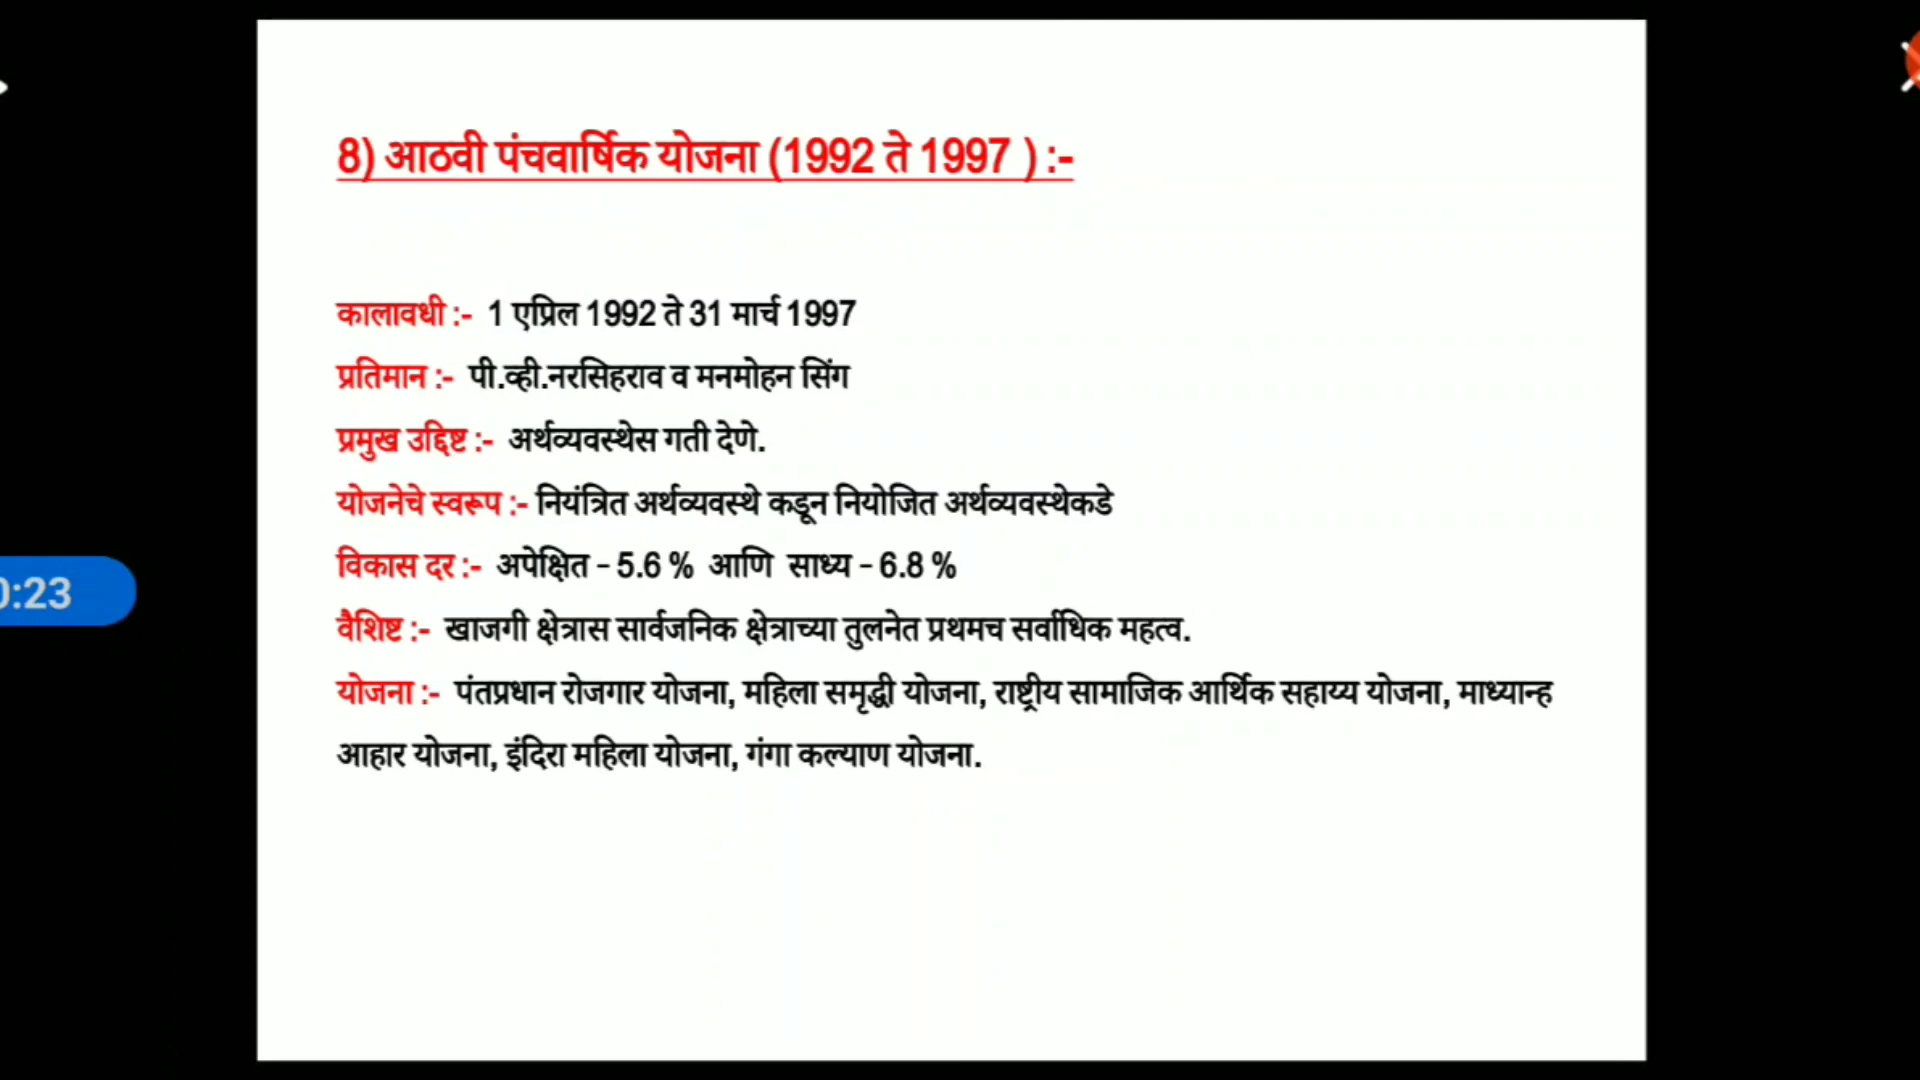 8) आठवी पंचवार्षिक योजना (1992 ते 1997 ) :-
कालावधी :- 1 एप्रिल 1992 ते 31 मार्च 1997
प्रतिमान :- पी.व्ही.नरसिहराव व मनमोहन सिंग
प्रमुख उद्दिष्ट :- अर्थव्यवस्थेस गती देणे.
योजनेचे स्वरूप :- नियंत्रित अर्थव्यवस्थे कडून नियोजित अर्थव्यवस्थेकडे
0:23
विकास दर :- अपेक्षित – 5.6 % आणि साध्य – 6.8 %
वैशिष्ट :- खाजगी क्षेत्रास सार्वजनिक क्षेत्राच्या तुलनेत प्रथमच सर्वाधिक महत्व.
योजना :- पंतप्रधान रोजगार योजना, महिला समृद्धी योजना, राष्ट्रीय सामाजिक आर्थिक सहाय्य योजना, माध्यान्ह
आहार योजना, इंदिरा महिला योजना, गंगा कल्याण योजना.